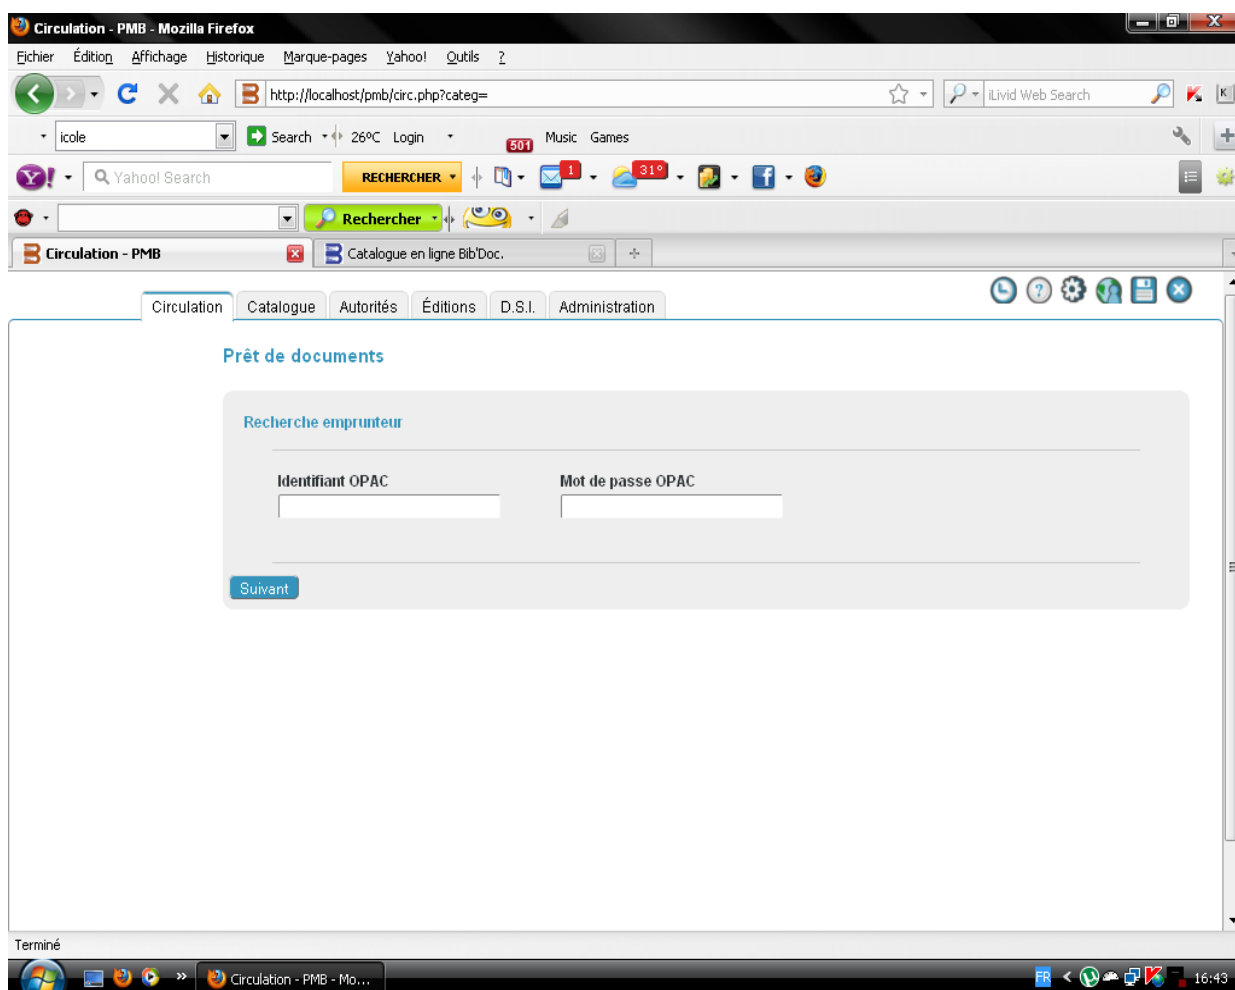 Circulation - PMB - Mozilla Firefox
Fichier Édition Affichage Historique Marque-pages Yahoo! Outils ?
http://localhost/pmb/circ.php?categ= iLivid Web Search K
icole Search 26ºC Login 501 Music Games
Y! Yahoo! Search RECHERCHER 1 31° f
Rechercher
Circulation - PMB Catalogue en ligne Bib'Doc.
Circulation Catalogue Autorités Éditions D.S.I. Administration
Prêt de documents
Recherche emprunteur
Identifiant OPAC Mot de passe OPAC
Suivant
Terminé
Circulation - PMB - Mo... FR 16:43